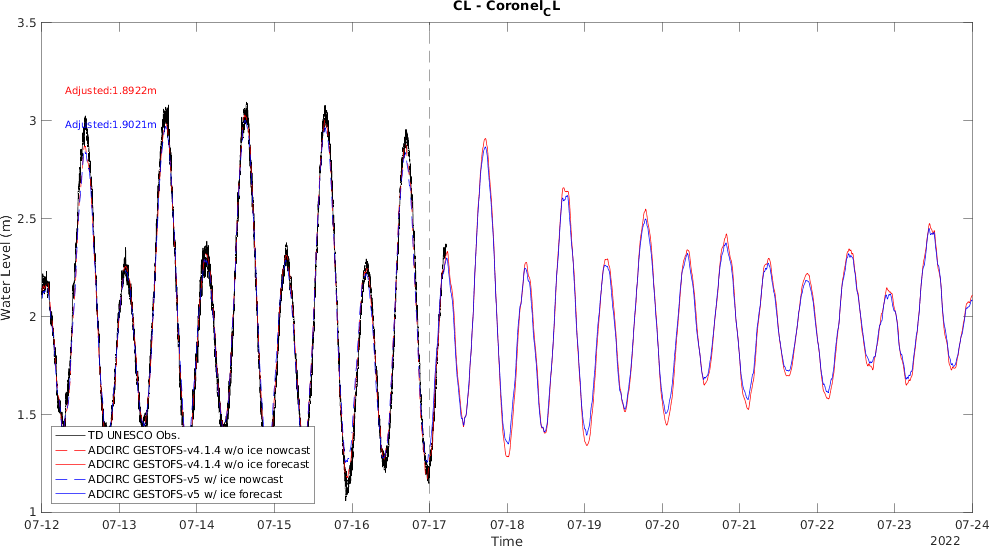 CL - Coronel_CL
3.5
3
2.5
2
1.5
1
Water Level (m)
Adjusted:1.8922m
Adjusted:1.9021m
TD UNESCO Obs.
ADCIRC GESTOFS-v4.1.4 w/o ice nowcast
ADCIRC GESTOFS-v4.1.4 w/o ice forecast
ADCIRC GESTOFS-v5 w/ ice nowcast
ADCIRC GESTOFS-v5 w/ ice forecast
07-12 07-13 07-14 07-15 07-16 07-17 07-18 07-19 07-20 07-21 07-22 07-23 07-24
Time
2022